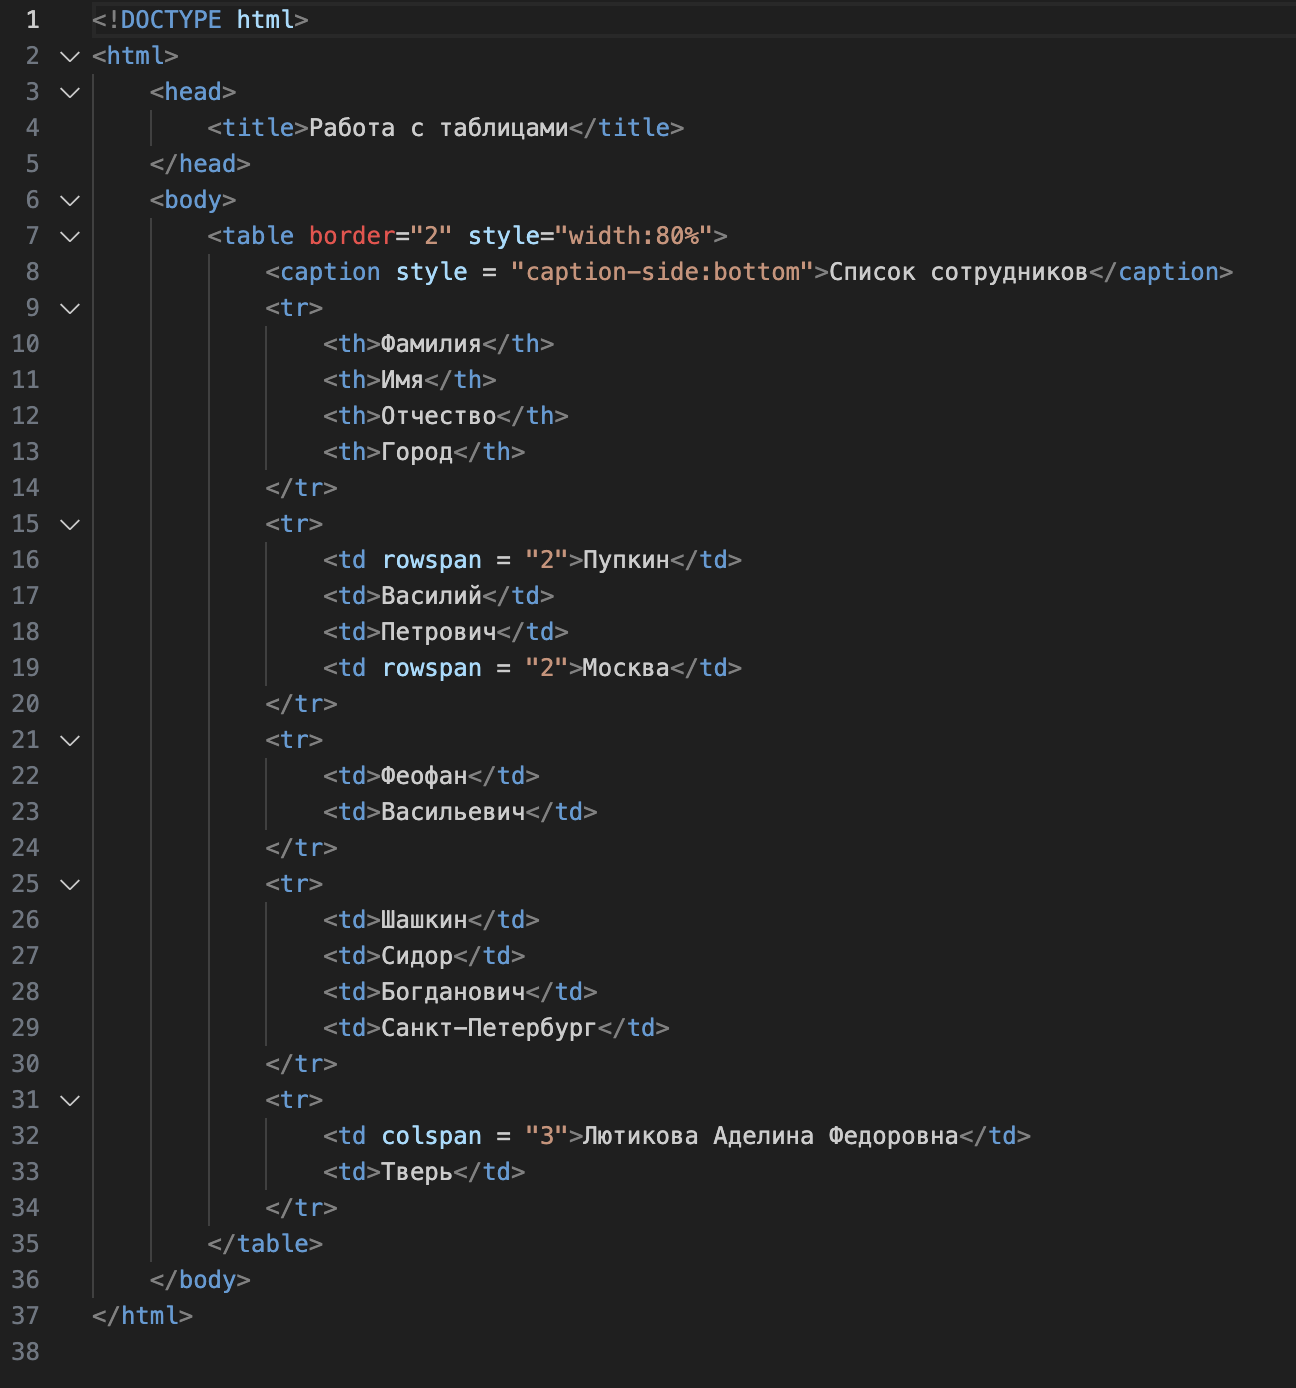 1 <!DOCTYPE html>
2 <html>
3     <head>
4         <title>Работа с таблицами</title>
5     </head>
6     <body>
7         <table border="2" style="width:80%">
8             <caption style = "caption-side:bottom">Список сотрудников</caption>
9             <tr>
10                 <th>Фамилия</th>
11                 <th>Имя</th>
12                 <th>Отчество</th>
13                 <th>Город</th>
14             </tr>
15             <tr>
16                 <td rowspan = "2">Пупкин</td>
17                 <td>Василий</td>
18                 <td>Петрович</td>
19                 <td rowspan = "2">Москва</td>
20             </tr>
21             <tr>
22                 <td>Феофан</td>
23                 <td>Васильевич</td>
24             </tr>
25             <tr>
26                 <td>Шашкин</td>
27                 <td>Сидор</td>
28                 <td>Богданович</td>
29                 <td>Санкт-Петербург</td>
30             </tr>
31             <tr>
32                 <td colspan = "3">Лютикова Аделина Федоровна</td>
33                 <td>Тверь</td>
34             </tr>
35         </table>
36     </body>
37 </html>
38